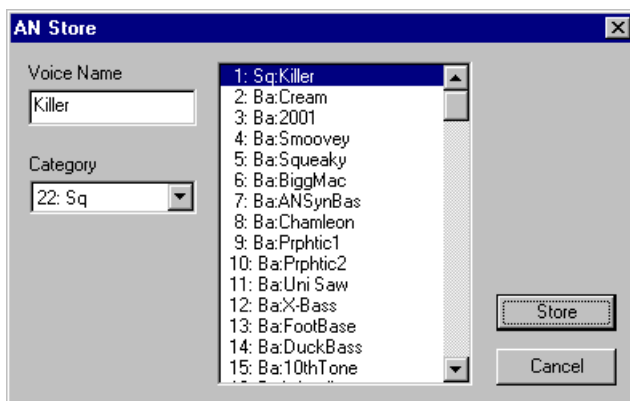 AN Store
Voice Name
Killer
Category
22: Sq
1: Sq:Killer
2: Ba:Cream
3: Ba:2001
4: Ba:Smoovey
5: Ba:Squeaky
6: Ba:BiggMac
7: Ba:ANSynBas
8: Ba:Chamleon
9: Ba:Prphtic1
10: Ba:Prphtic2
11: Ba:Uni Saw
12: Ba:X-Bass
13: Ba:FootBase
14: Ba:DuckBass
15: Ba:10thTone
Store
Cancel